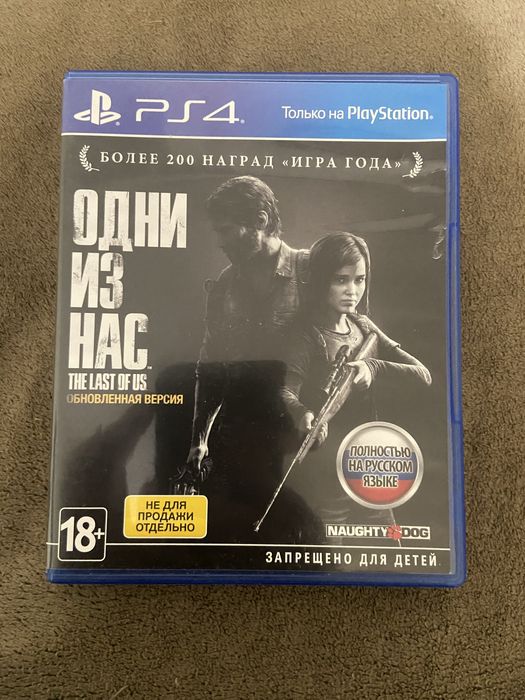 PS4
Только на PlayStation®
БОЛЕЕ 200 НАГРАД «ИГРА ГОДА»
ОДНИ
ИЗ
НАС™
THE LAST OF US
ОБНОВЛЕННАЯ ВЕРСИЯ
ПОЛНОСТЬЮ
НА РУССКОМ
ЯЗЫКЕ
НЕ ДЛЯ
ПРОДАЖИ
ОТДЕЛЬНО
18+
NAUGHTY DOG
ЗАПРЕЩЕНО ДЛЯ ДЕТЕЙ